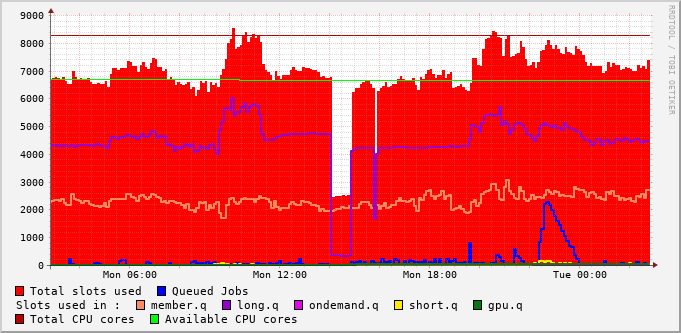 9000
8000
7000
6000
5000
4000
3000
2000
1000
0
Mon 06:00 Mon 12:00 Mon 18:00 Tue 00:00
RRDTOOL / TOBI OETIKER
Total slots used Queued Jobs
Slots used in : member.q long.q ondemand.q short.q gpu.q
Total CPU cores Available CPU cores